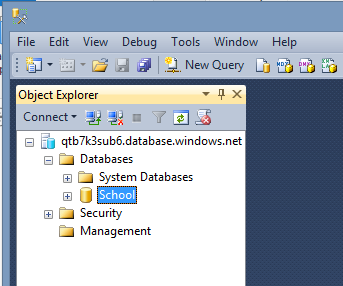 File Edit View Debug Tools Window Help
New Query
Object Explorer
Connect
qtb7k3sub6.database.windows.net
Databases
System Databases
School
Security
Management